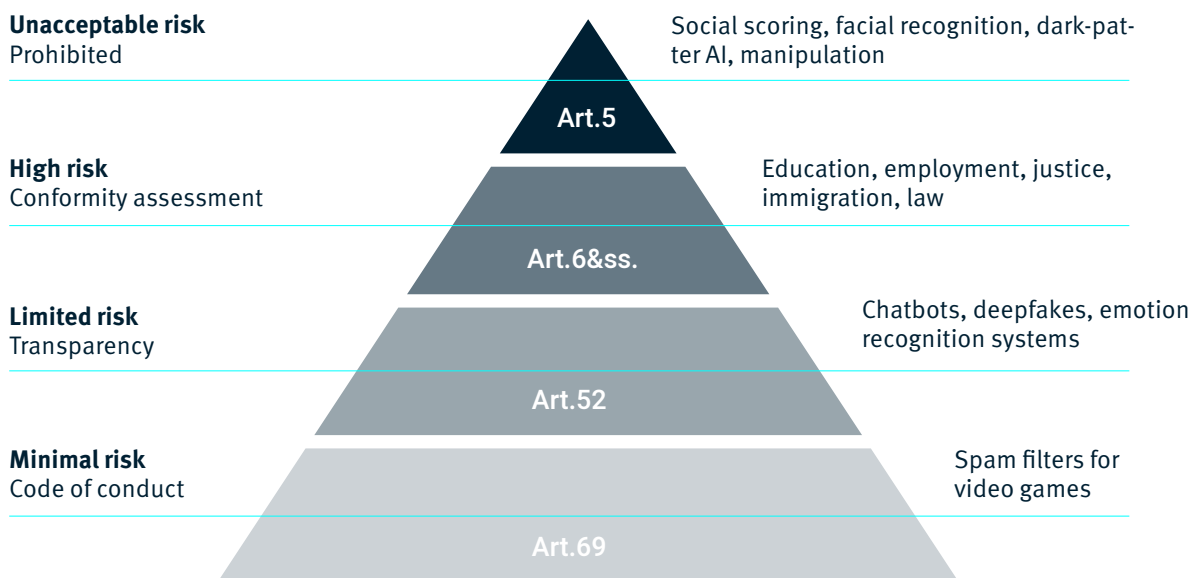 Unacceptable risk
Prohibited
Social scoring, facial recognition, dark-pat-
ter AI, manipulation
Art.5
High risk
Conformity assessment
Education, employment, justice,
immigration, law
Art.6&ss.
Limited risk
Transparency
Chatbots, deepfakes, emotion
recognition systems
Art.52
Minimal risk
Code of conduct
Spam filters for
video games
Art.69